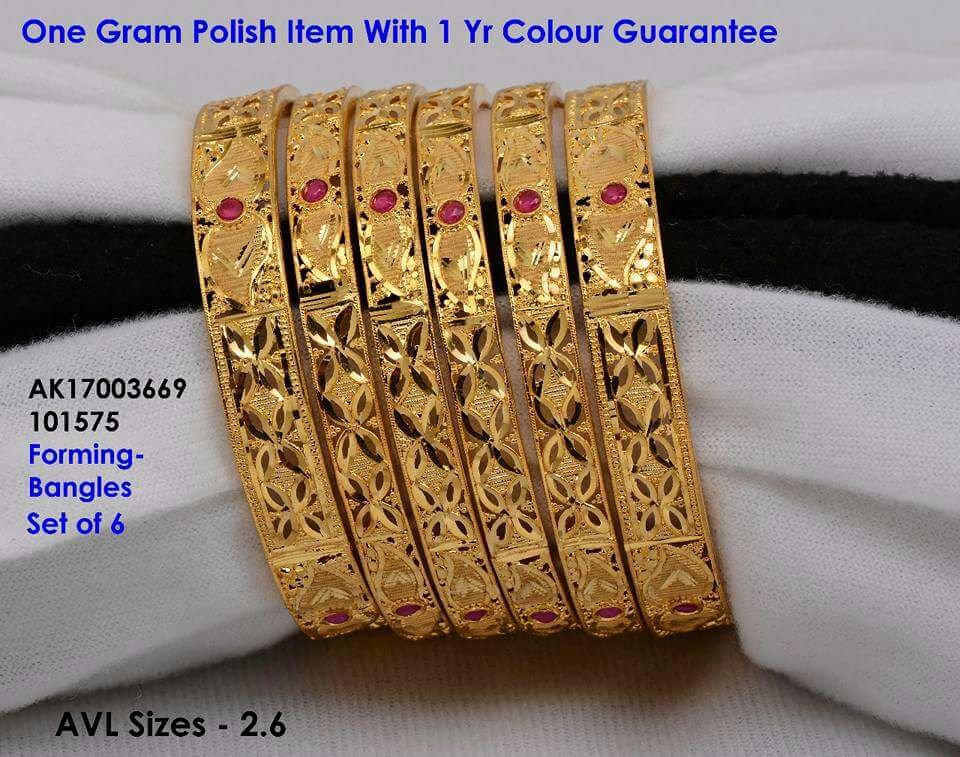 One Gram Polish Item With 1 Yr Colour Guarantee
AK17003669
101575
Forming-
Bangles
Set of 6
AVL Sizes - 2.6